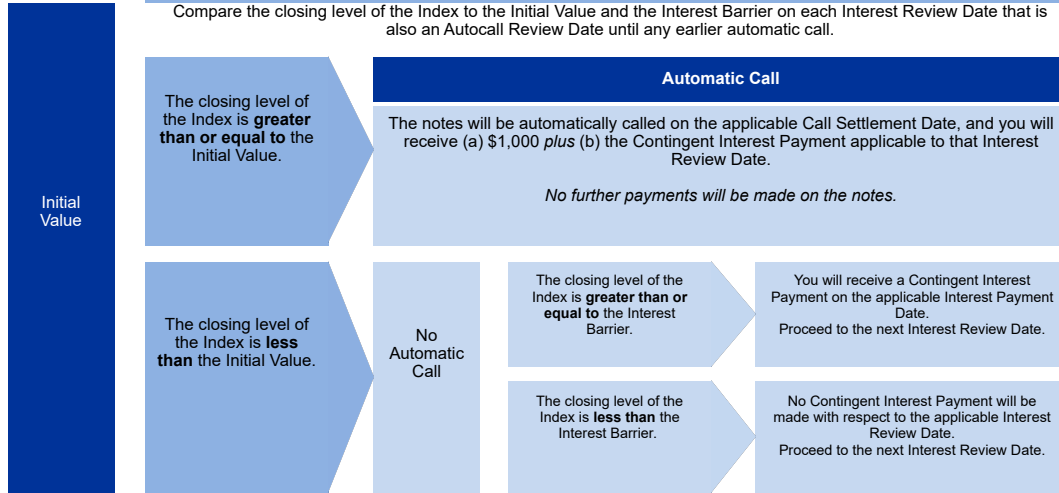 Compare the closing level of the Index to the Initial Value and the Interest Barrier on each Interest Review Date that is
also an Autocall Review Date until any earlier automatic call.
Initial
Value
The closing level of
the Index is greater
than or equal to the
Initial Value.
Automatic Call
The notes will be automatically called on the applicable Call Settlement Date, and you will
receive (a) $1,000 plus (b) the Contingent Interest Payment applicable to that Interest
Review Date.
No further payments will be made on the notes.
The closing level of
the Index is less
than the Initial Value.
No
Automatic
Call
The closing level of the
Index is greater than or
equal to the Interest
Barrier.
You will receive a Contingent Interest
Payment on the applicable Interest Payment
Date.
Proceed to the next Interest Review Date.
The closing level of the
Index is less than the
Interest Barrier.
No Contingent Interest Payment will be
made with respect to the applicable Interest
Review Date.
Proceed to the next Interest Review Date.